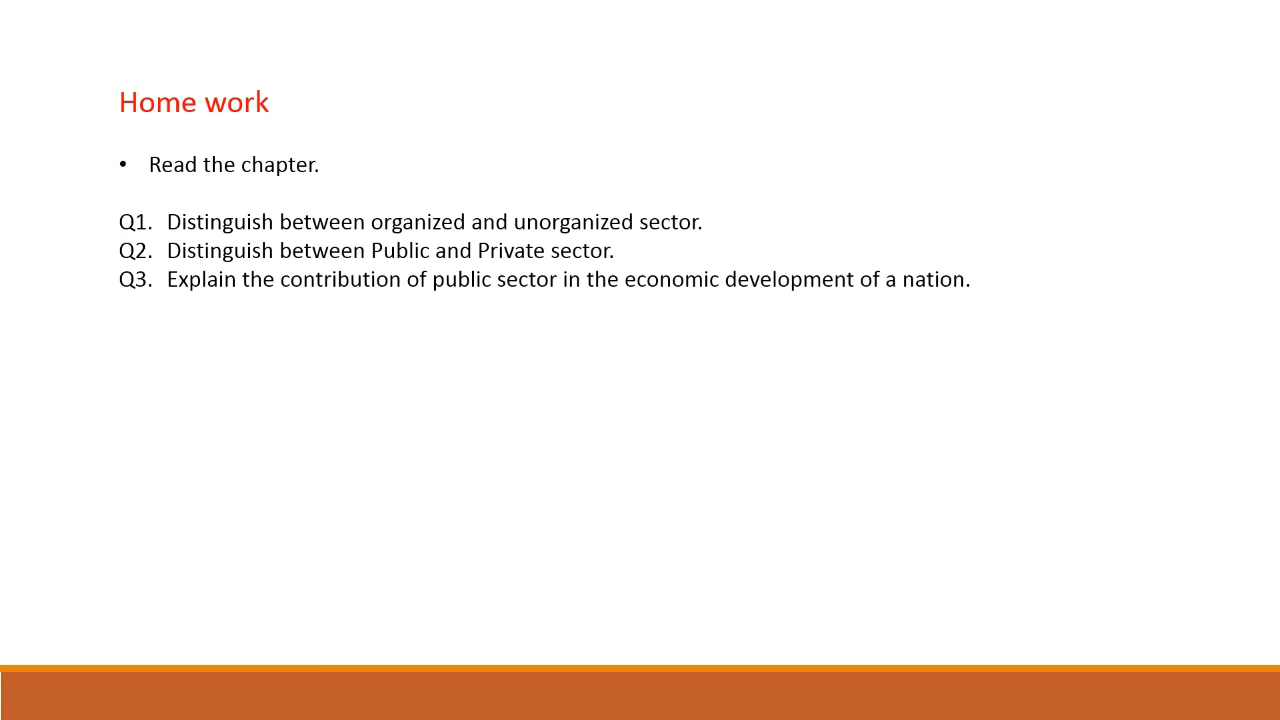 Home work
• Read the chapter.
Q1. Distinguish between organized and unorganized sector.
Q2. Distinguish between Public and Private sector.
Q3. Explain the contribution of public sector in the economic development of a nation.